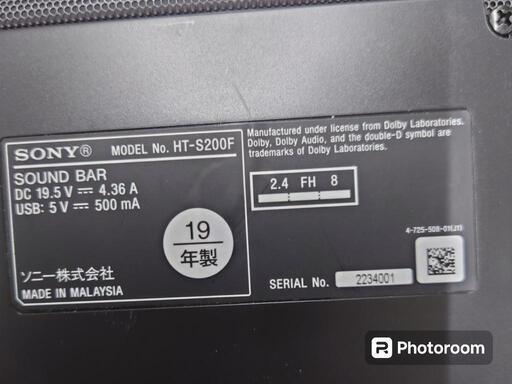 SONY® MODEL No. HT-S200F
SOUND BAR
DC 19.5 V ⎓ 4.36 A
USB: 5 V ⎓ 500 mA
19
年製
ソニー株式会社
MADE IN MALAYSIA
Manufactured under license from Dolby Laboratories.
Dolby, Dolby Audio, and the double-D symbol are
trademarks of Dolby Laboratories.
2.4 FH 8
4-725-508-01(J1)
SERIAL No. 2234001
R Photoroom